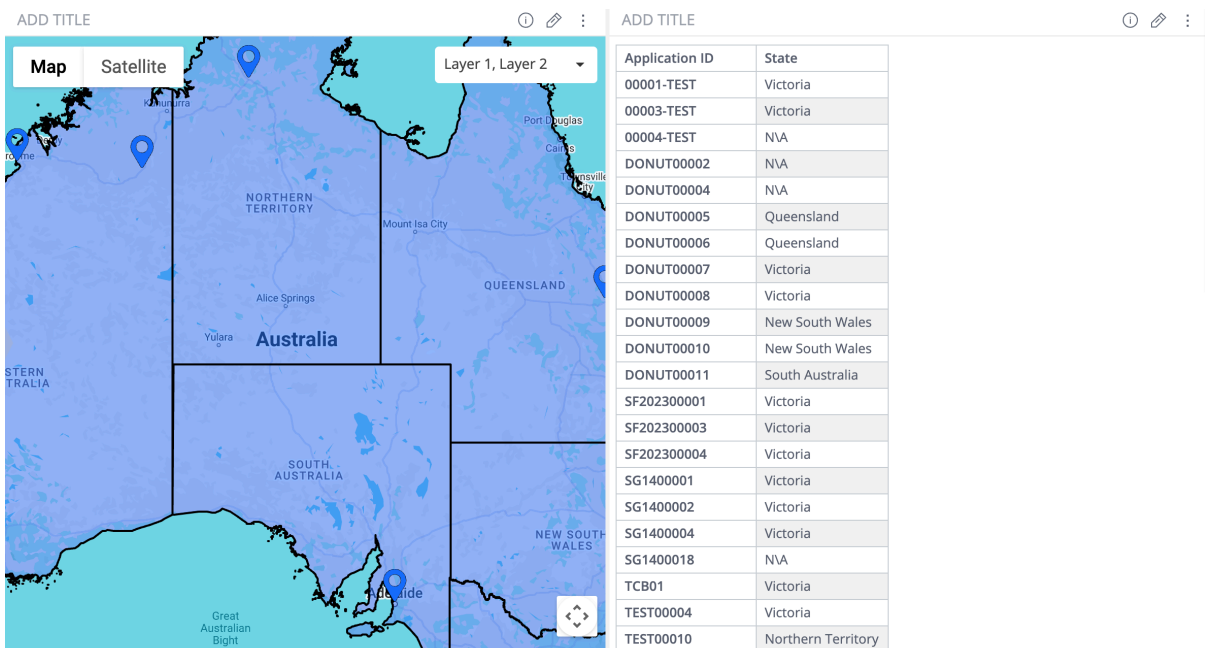 ADD TITLE
Map
Satellite
Layer 1, Layer 2
Kununurra
Derby
Port Douglas
Cairns
Townsville
City
NORTHERN
TERRITORY
Mount Isa City
QUEENSLAND
Alice Springs
Yulara
Australia
STERN
TRALIA
SOUTH
AUSTRALIA
NEW SOUTH
WALES
Adelaide
Great
Australian
Bight
ADD TITLE
Application ID State
00001-TEST Victoria
00003-TEST Victoria
00004-TEST N\A
DONUT00002 N\A
DONUT00004 N\A
DONUT00005 Queensland
DONUT00006 Queensland
DONUT00007 Victoria
DONUT00008 Victoria
DONUT00009 New South Wales
DONUT00010 New South Wales
DONUT00011 South Australia
SF202300001 Victoria
SF202300003 Victoria
SF202300004 Victoria
SG1400001 Victoria
SG1400002 Victoria
SG1400004 Victoria
SG1400018 N\A
TCB01 Victoria
TEST00004 Victoria
TEST00010 Northern Territory